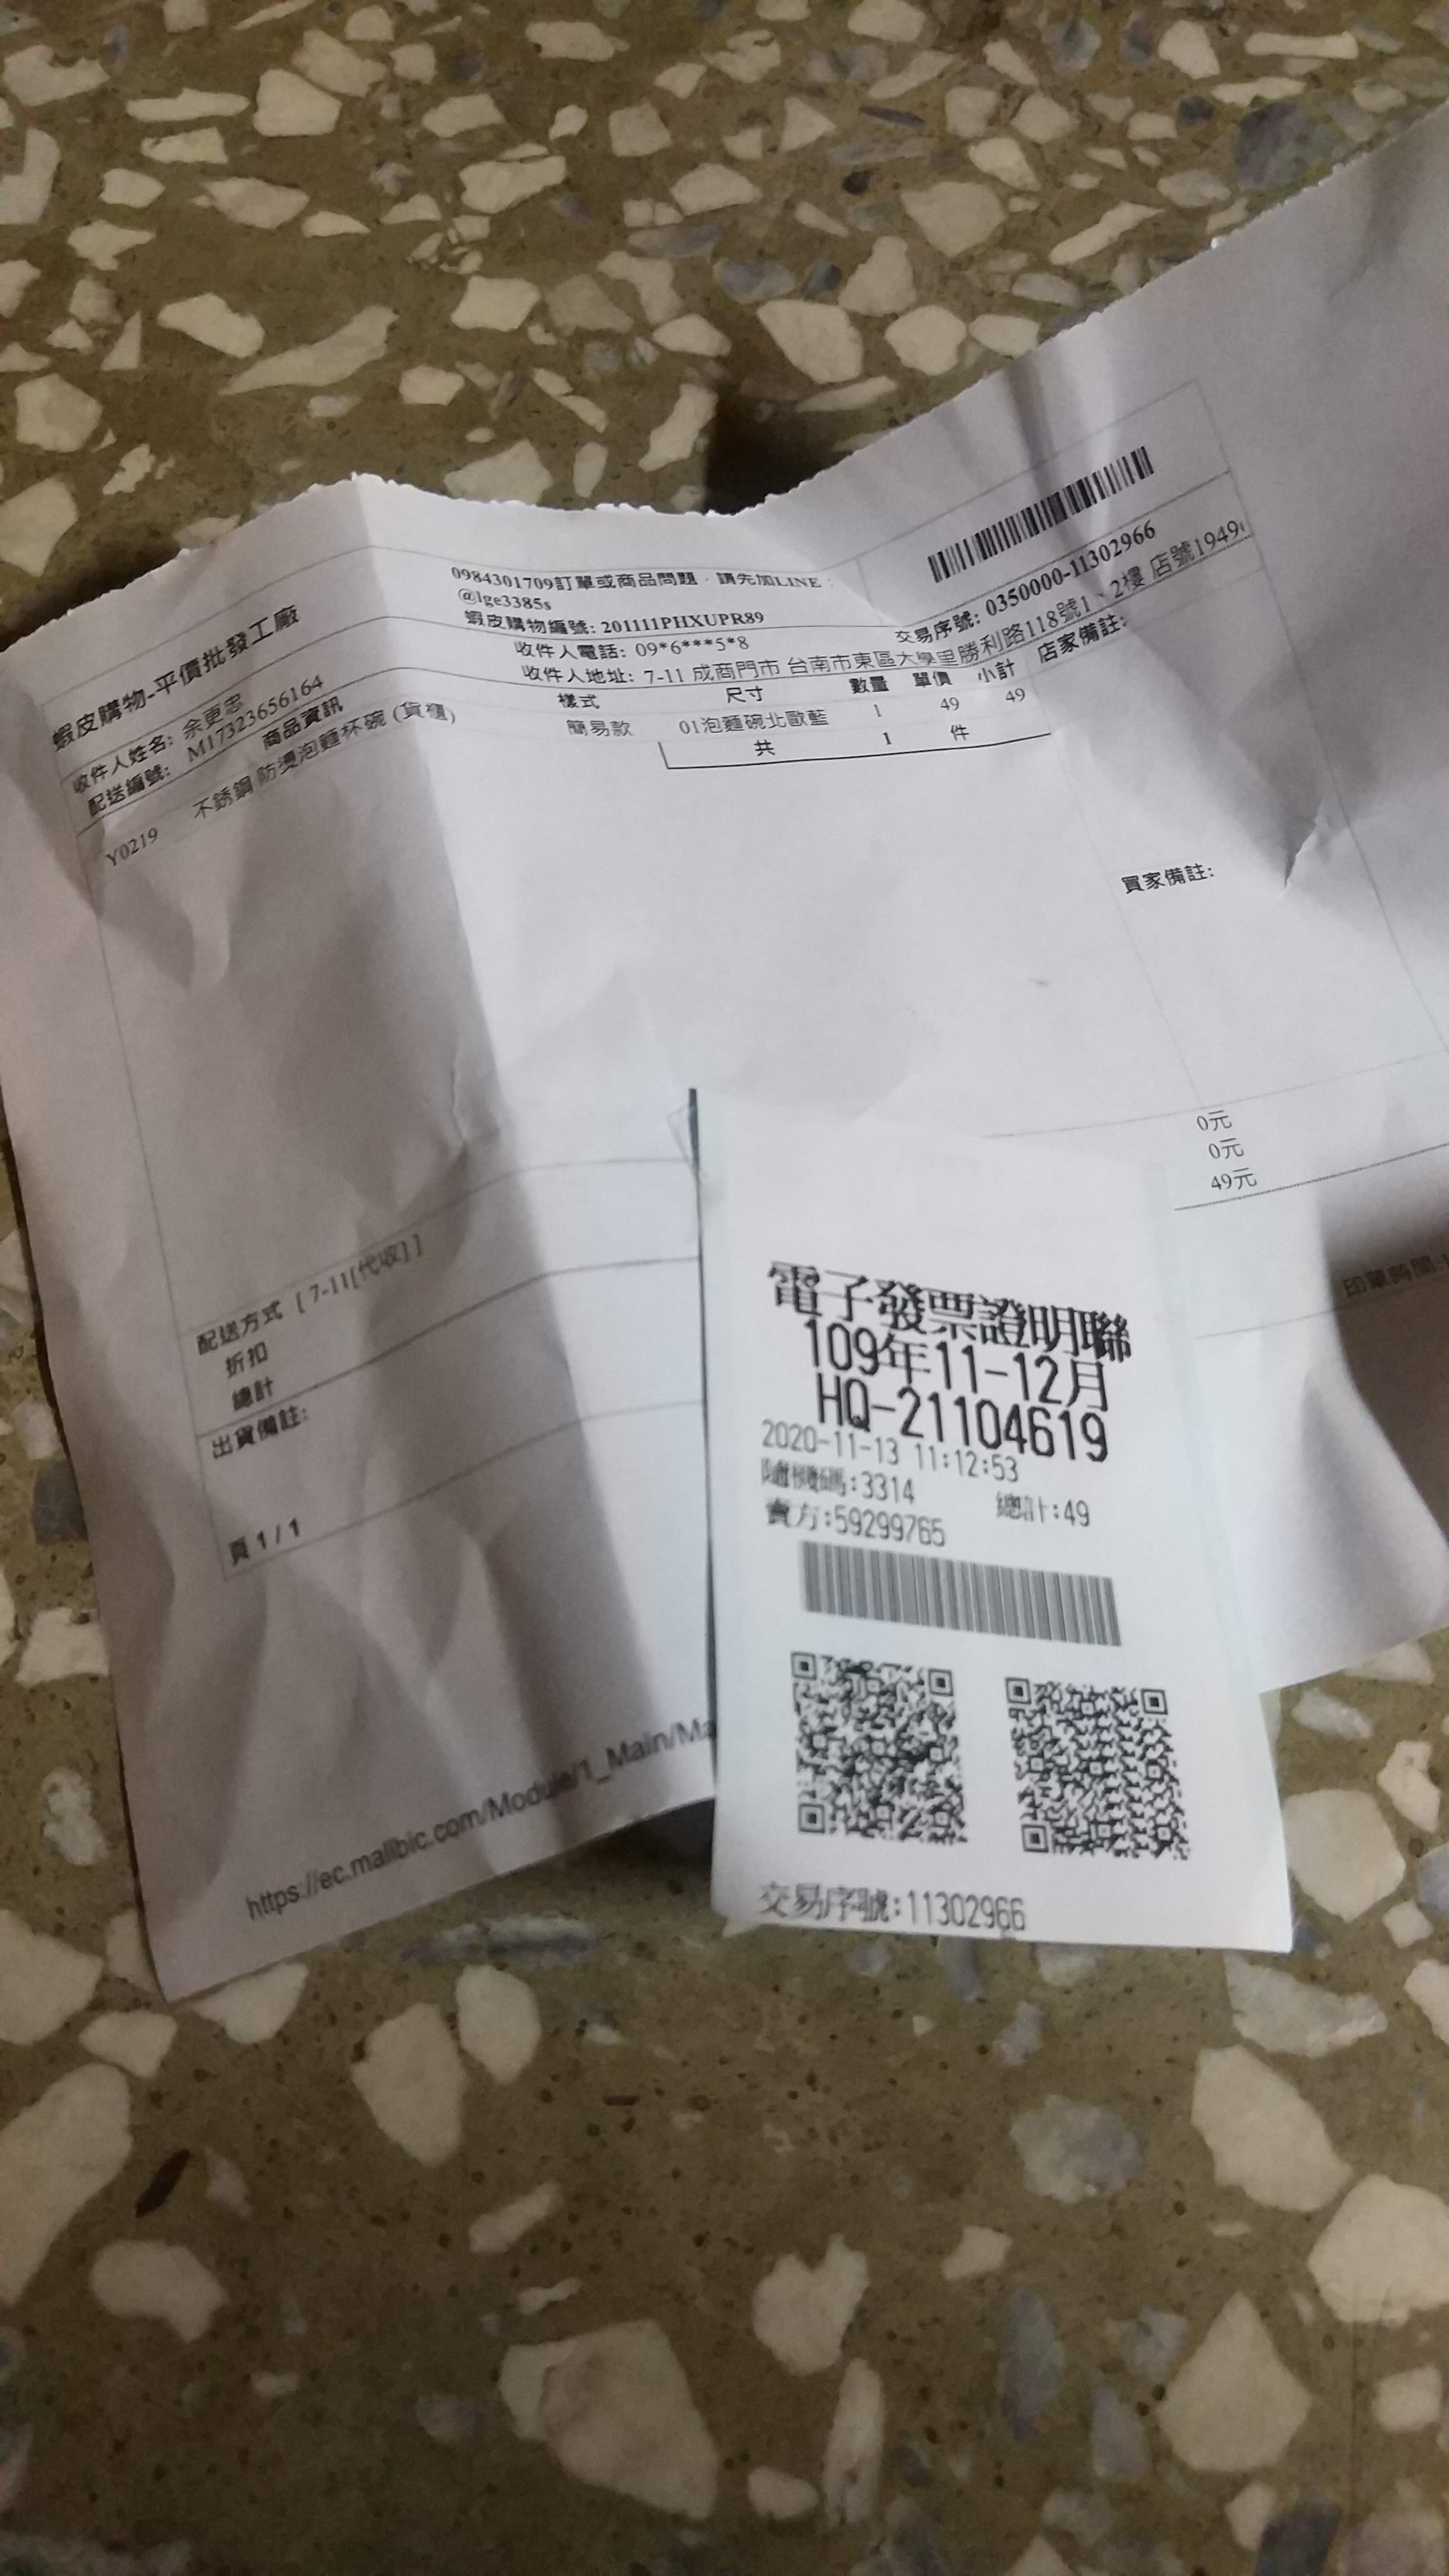 0984301709訂單或商品問題，請先加LINE：
@lge3385s
蝦皮購物-平價批發工廠
蝦皮購物編號: 201111PHXUPR89
交易序號: 0350000-11302966
收件人姓名: 余更忠
收件人電話: 09*6***5*8
配送編號: M17323656164
收件人地址: 7-11 成商門市 台南市東區大學里勝利路118號1、2樓 店號1949
商品資訊 樣式 尺寸 數量 單價 小計 店家備註:
Y0219 不銹鋼 防燙泡麵杯碗 (貨櫃) 簡易款 01泡麵碗北歐藍 1 49 49
共 1 件
買家備註:
配送方式 [ 7-11[代收] ] 0元
折扣 0元
總計 49元
出貨備註:
印單時間:
頁 1 / 1
https://ec.mallbic.com/Module/1_Main/Ma
電子發票證明聯
109年11-12月
HQ-21104619
2020-11-13 11:12:53
隨機碼:3314 總計:49
賣方:59299765
交易序號:11302966